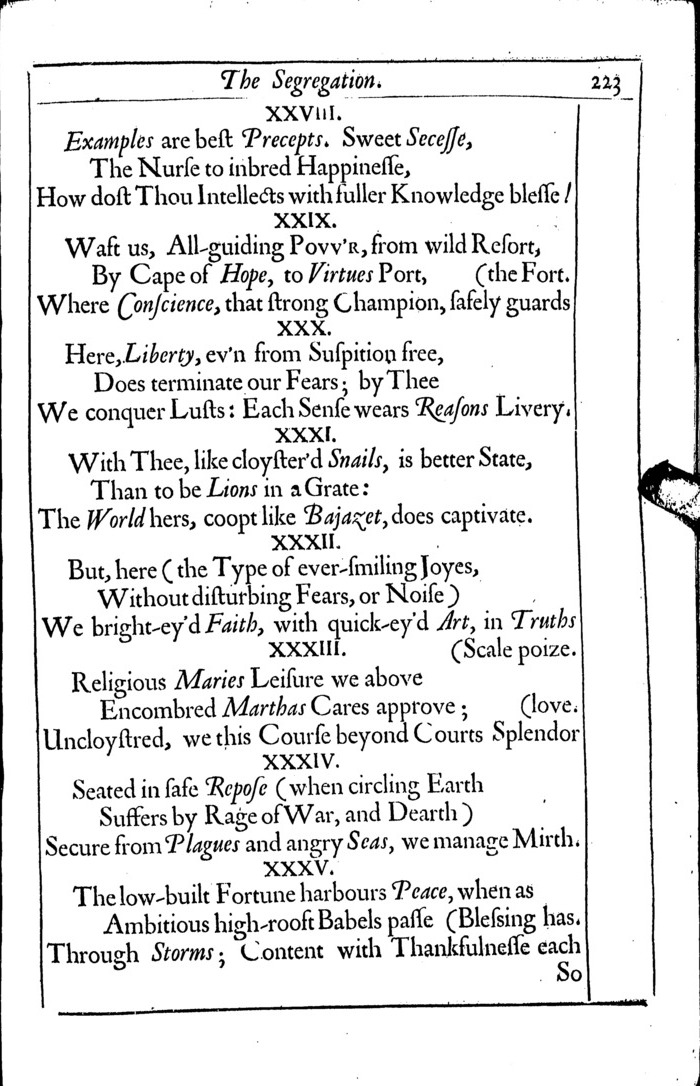 The Segregation. 223
XXVIII.
Examples are beſt Precepts. Sweet Seceſſe,
The Nurſe to inbred Happineſſe,
How doſt Thou Intellects with fuller Knowledge bleſſe!
XXIX.
Waft us, All-guiding Povv'r, from wild Reſort,
By Cape of Hope, to Virtues Port, (the Fort.
Where Conſcience, that ſtrong Champion, ſafely guards
XXX.
Here, Liberty, ev'n from Suſpition free,
Does terminate our Fears; by Thee
We conquer Luſts: Each Senſe wears Reaſons Livery.
XXXI.
With Thee, like cloyſter'd Snails, is better State,
Than to be Lions in a Grate:
The World hers, coopt like Bajazet, does captivate.
XXXII.
But, here (the Type of ever-ſmiling Joyes,
Without diſturbing Fears, or Noiſe)
We bright-ey'd Faith, with quick-ey'd Art, in Truths
XXXIII. (Scale poize.
Religious Maries Leiſure we above
Encombred Marthas Cares approve; (love.
Uncloyſtred, we this Courſe beyond Courts Splendor
XXXIV.
Seated in ſafe Repoſe (when circling Earth
Suffers by Rage of War, and Dearth)
Secure from Plagues and angry Seas, we manage Mirth.
XXXV.
The low-built Fortune harbours Peace, when as
Ambitious high-rooft Babels paſſe (Bleſsing has.
Through Storms; Content with Thankfulneſſe each
So